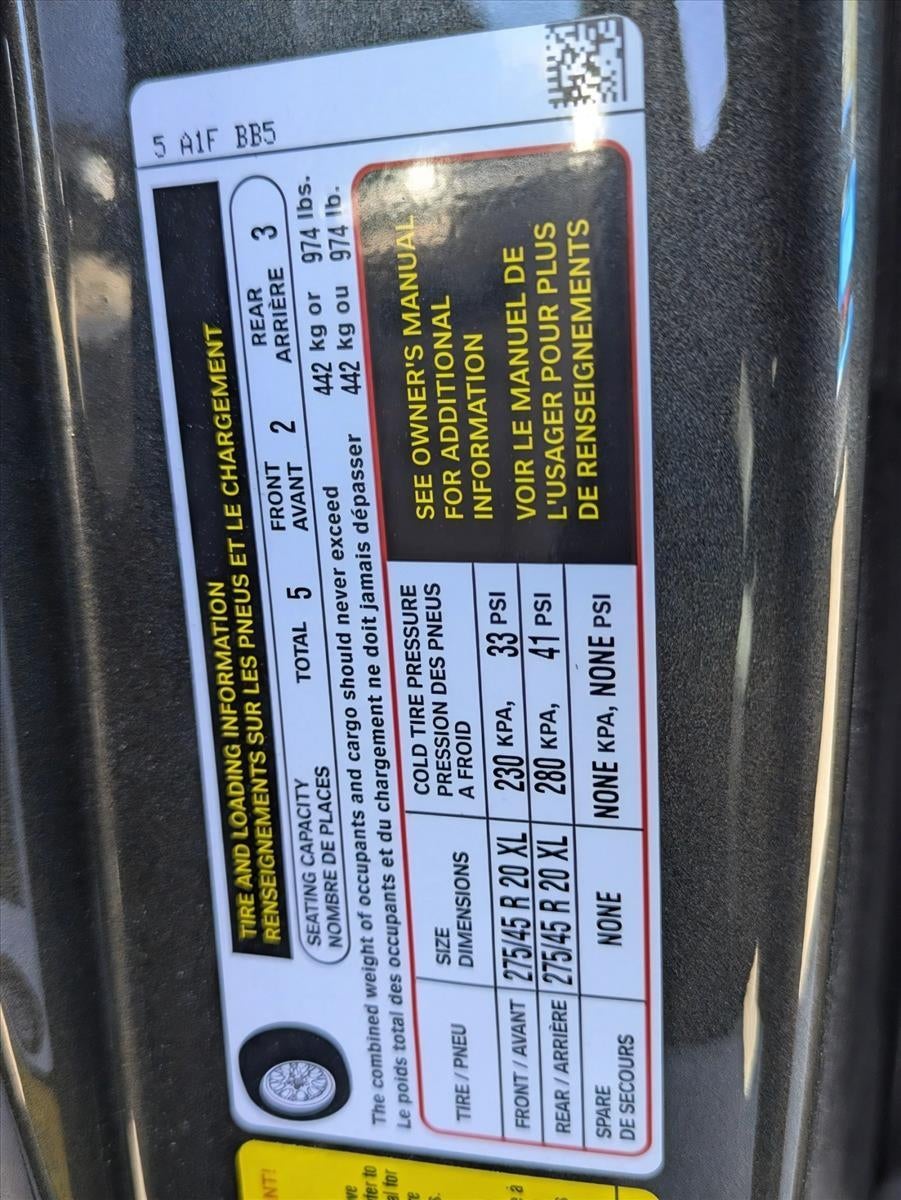 5 A1F BB5
TIRE AND LOADING INFORMATION
RENSEIGNEMENTS SUR LES PNEUS ET LE CHARGEMENT
SEATING CAPACITY
NOMBRE DE PLACES
TOTAL 5
FRONT
AVANT 2
REAR
ARRIÈRE 3
The combined weight of occupants and cargo should never exceed 442 kg or 974 lbs.
Le poids total des occupants et du chargement ne doit jamais dépasser 442 kg ou 974 lb.
TIRE / PNEU
SIZE
DIMENSIONS
COLD TIRE PRESSURE
PRESSION DES PNEUS
A FROID
FRONT / AVANT 275/45 R 20 XL 230 KPA, 33 PSI
REAR / ARRIÈRE 275/45 R 20 XL 280 KPA, 41 PSI
SPARE
DE SECOURS
NONE NONE KPA, NONE PSI
SEE OWNER'S MANUAL
FOR ADDITIONAL
INFORMATION
VOIR LE MANUEL DE
L'USAGER POUR PLUS
DE RENSEIGNEMENTS